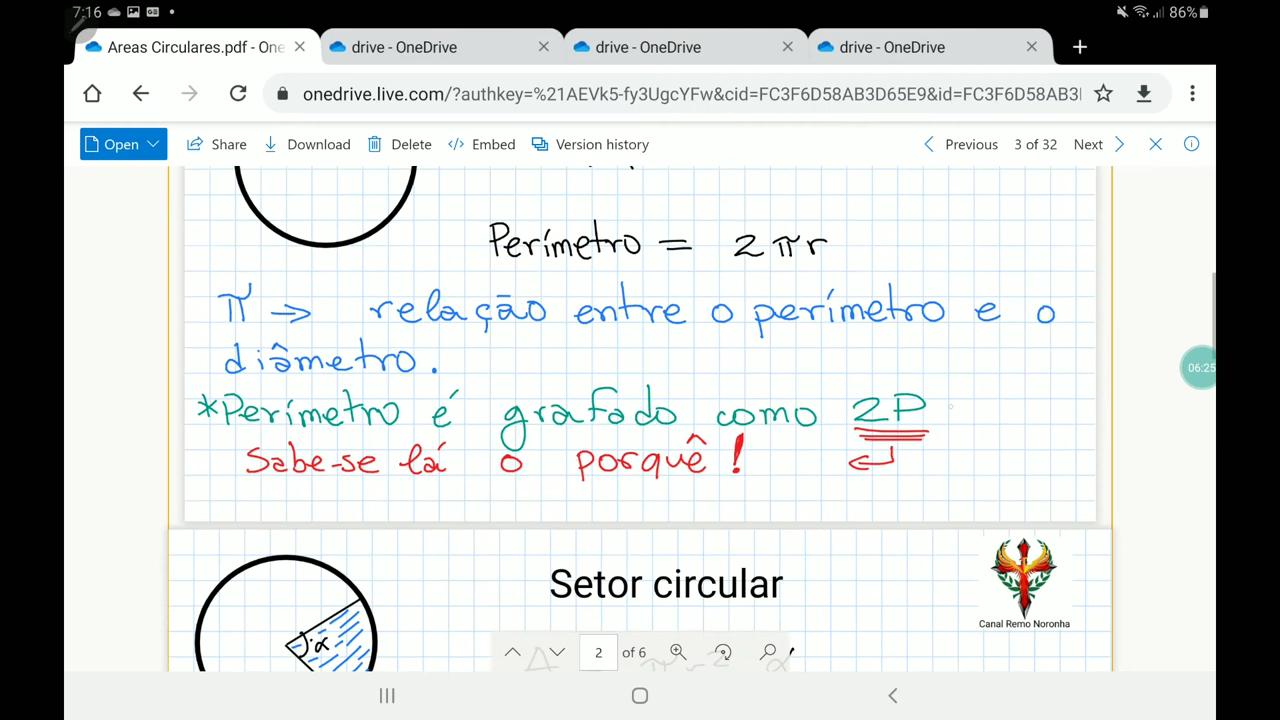 7:16
86%
Areas Circulares.pdf - One
drive - OneDrive
drive - OneDrive
drive - OneDrive
onedrive.live.com/?authkey=%21AEVk5-fy3UgcYFw&cid=FC3F6D58AB3D65E9&id=FC3F6D58AB3
Open Share Download Delete Embed Version history Previous 3 of 32 Next
Perímetro = 2πr
π → relação entre o perímetro e o
diâmetro.
*Perímetro é grafado como 2P
Sabe-se lá o porquê!
06:25
Setor circular
Canal Remo Noronha
α
2 of 6